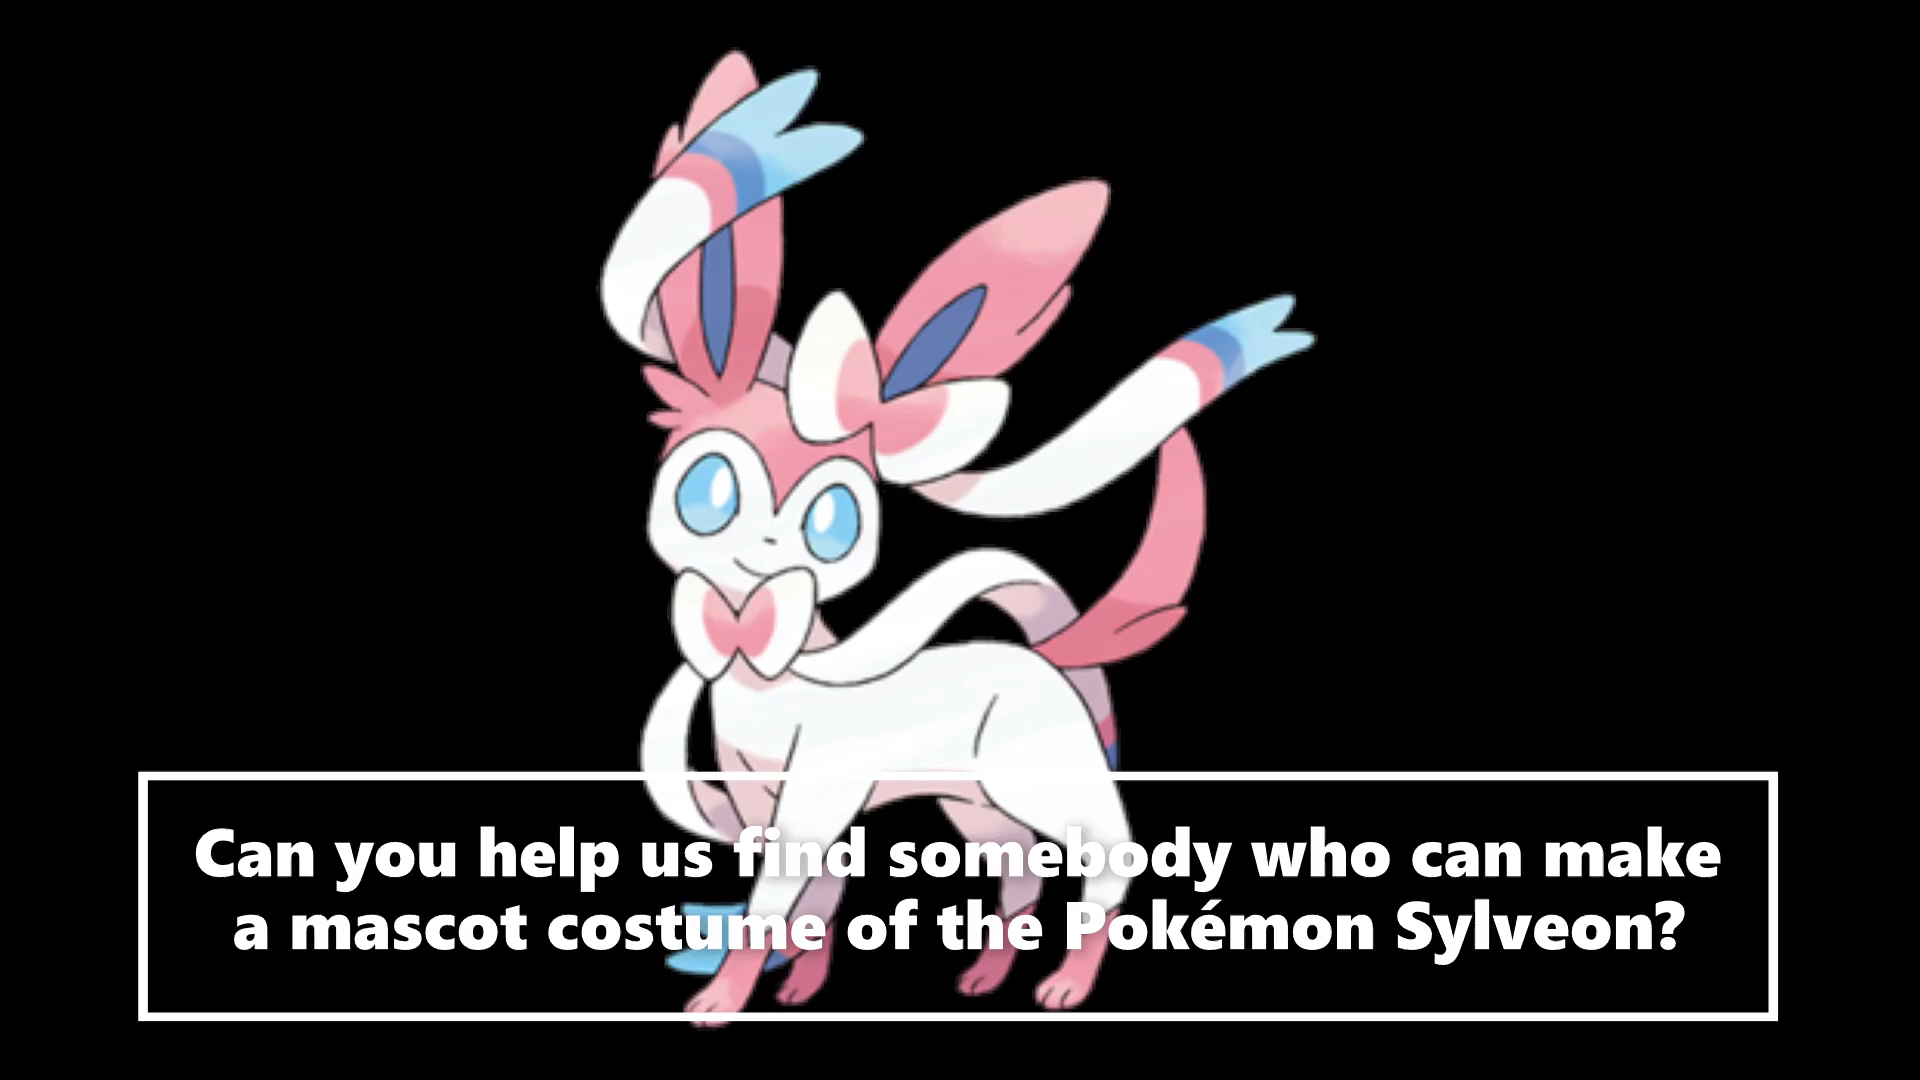 Can you help us find somebody who can make
a mascot costume of the Pokémon Sylveon?